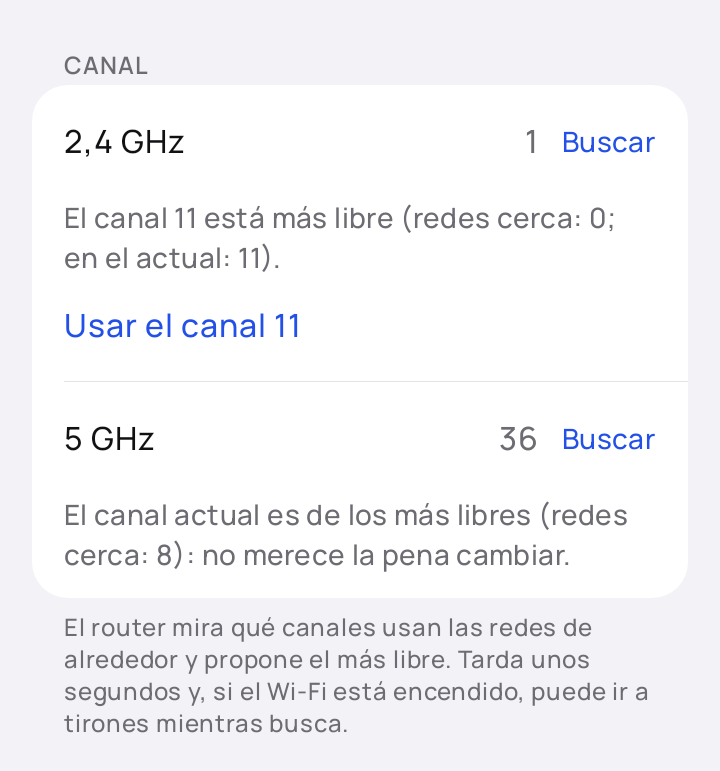 CANAL
2,4 GHz 1 Buscar
El canal 11 está más libre (redes cerca: 0;
en el actual: 11).
Usar el canal 11
5 GHz 36 Buscar
El canal actual es de los más libres (redes
cerca: 8): no merece la pena cambiar.
El router mira qué canales usan las redes de
alrededor y propone el más libre. Tarda unos
segundos y, si el Wi-Fi está encendido, puede ir a
tirones mientras busca.